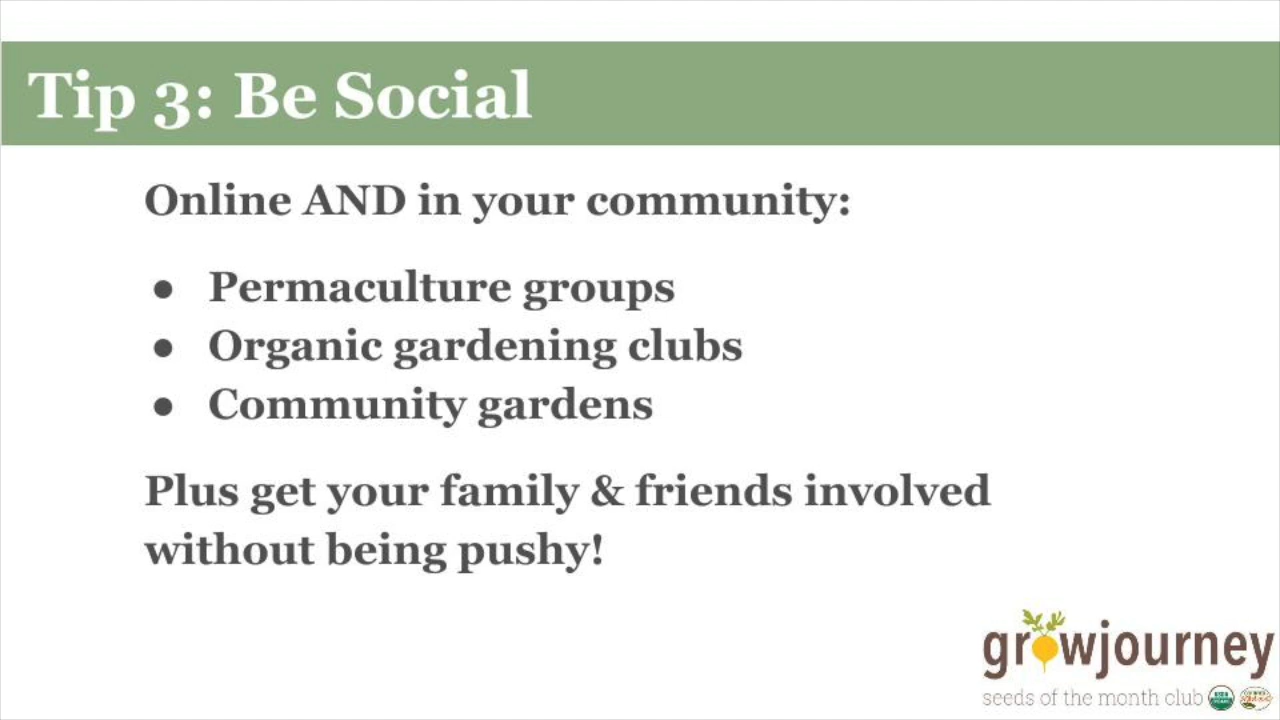 Tip 3: Be Social
Online AND in your community:
● Permaculture groups
● Organic gardening clubs
● Community gardens
Plus get your family & friends involved
without being pushy!
growjourney
seeds of the month club